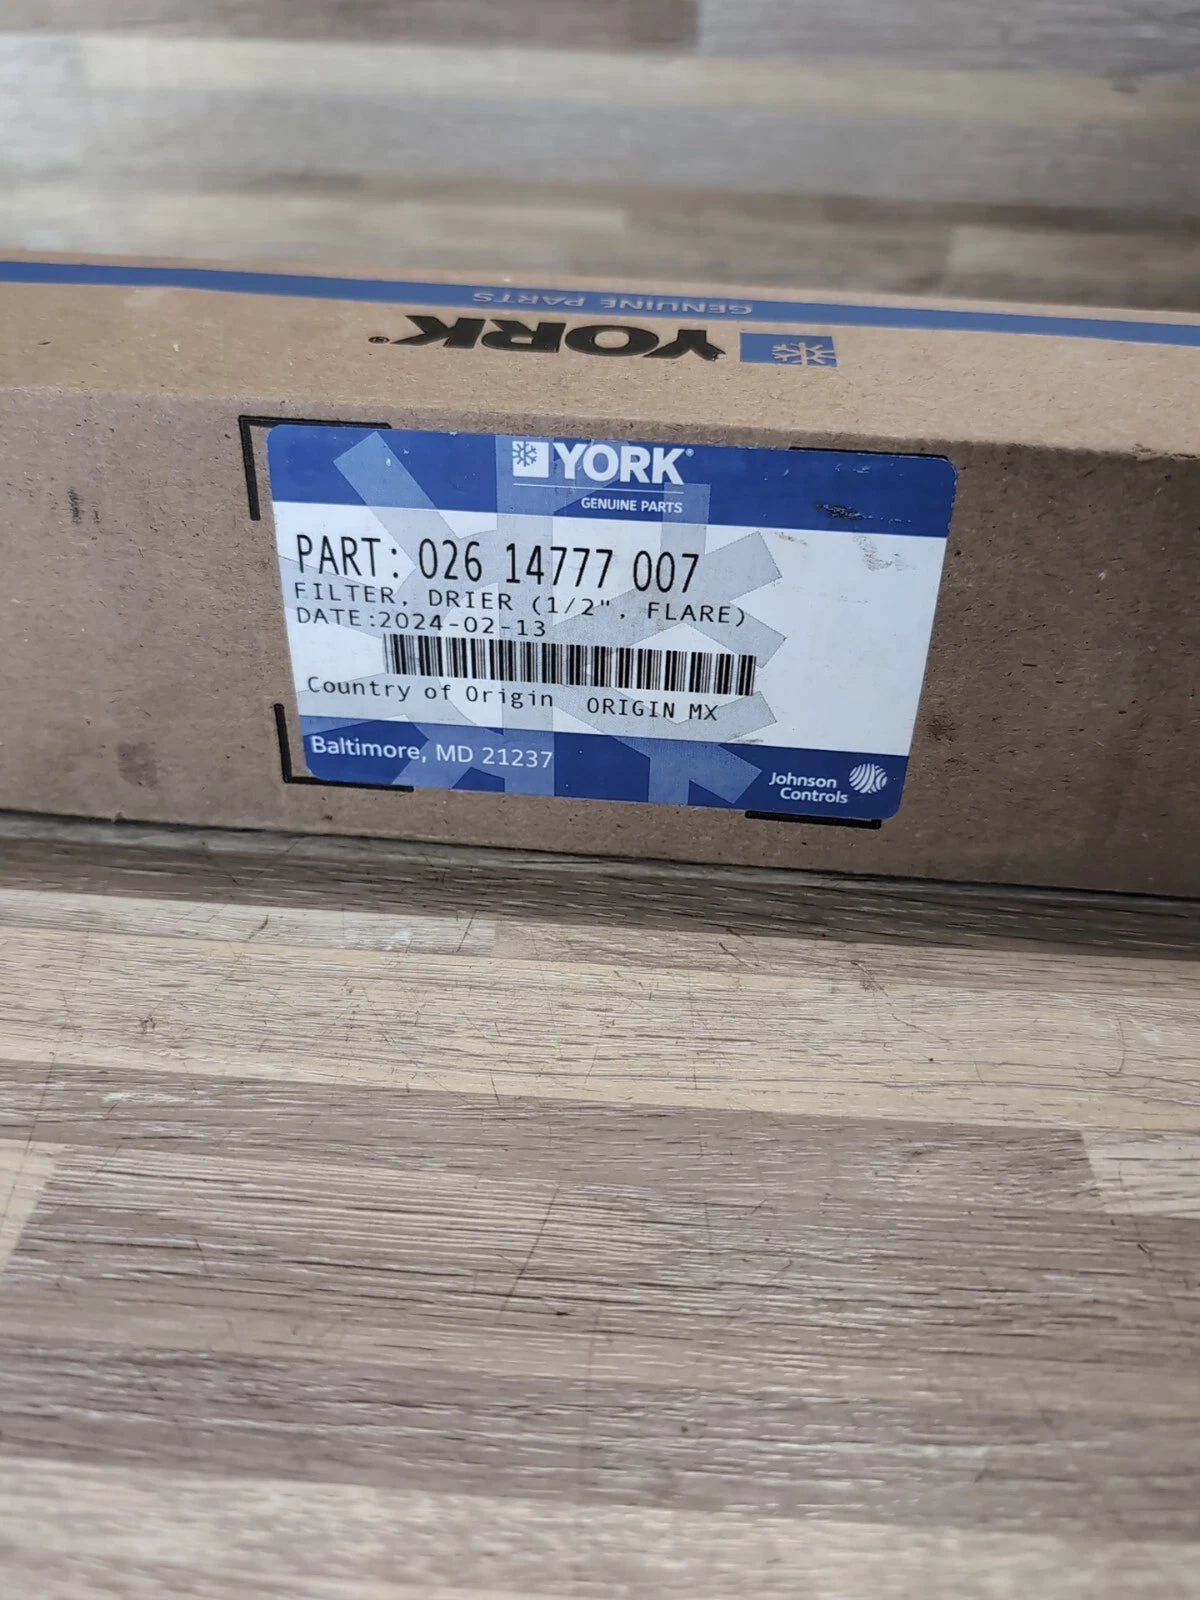 GENUINE PARTS
YORK®
YORK®
GENUINE PARTS
PART: 026 14777 007
FILTER, DRIER (1/2", FLARE)
DATE:2024-02-13
Country of Origin ORIGIN MX
Baltimore, MD 21237
Johnson
Controls